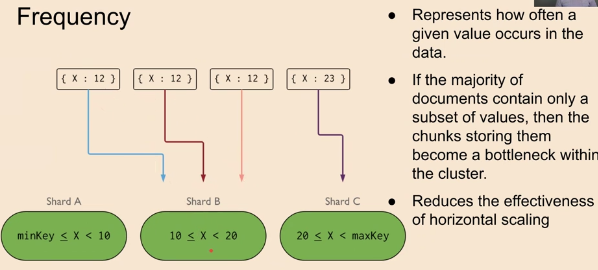 Frequency
{ X : 12 }
{ X : 12 }
{ X : 12 }
{ X : 23 }
Shard A
Shard B
Shard C
minKey ≤ X < 10
10 ≤ X < 20
20 ≤ X < maxKey
● Represents how often a
given value occurs in the
data.
● If the majority of
documents contain only a
subset of values, then the
chunks storing them
become a bottleneck within
the cluster.
● Reduces the effectiveness
of horizontal scaling